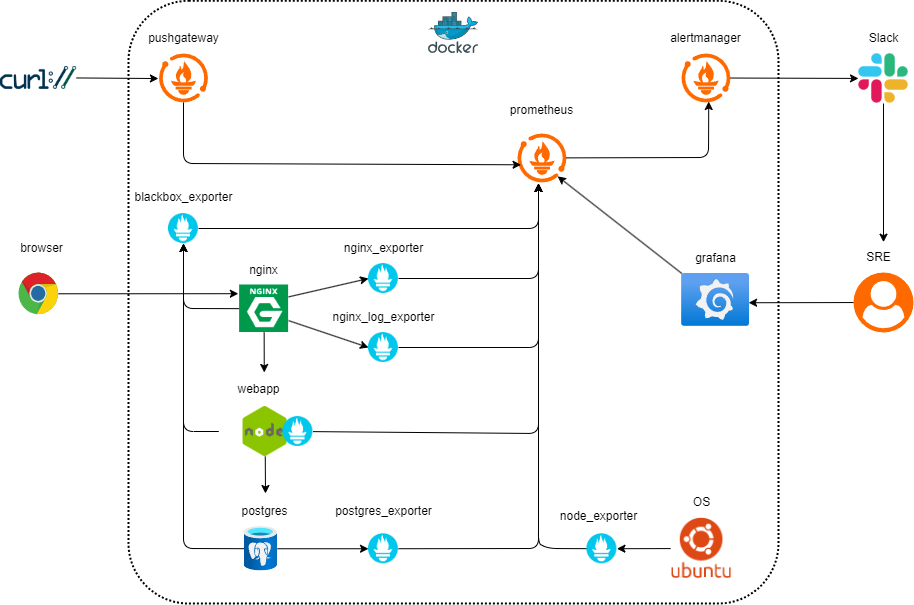 docker
pushgateway
alertmanager
Slack
curl://
prometheus
blackbox_exporter
browser
nginx
nginx_exporter
grafana
SRE
NGINX
G
nginx_log_exporter
webapp
node
postgres
postgres_exporter
node_exporter
OS
ubuntu